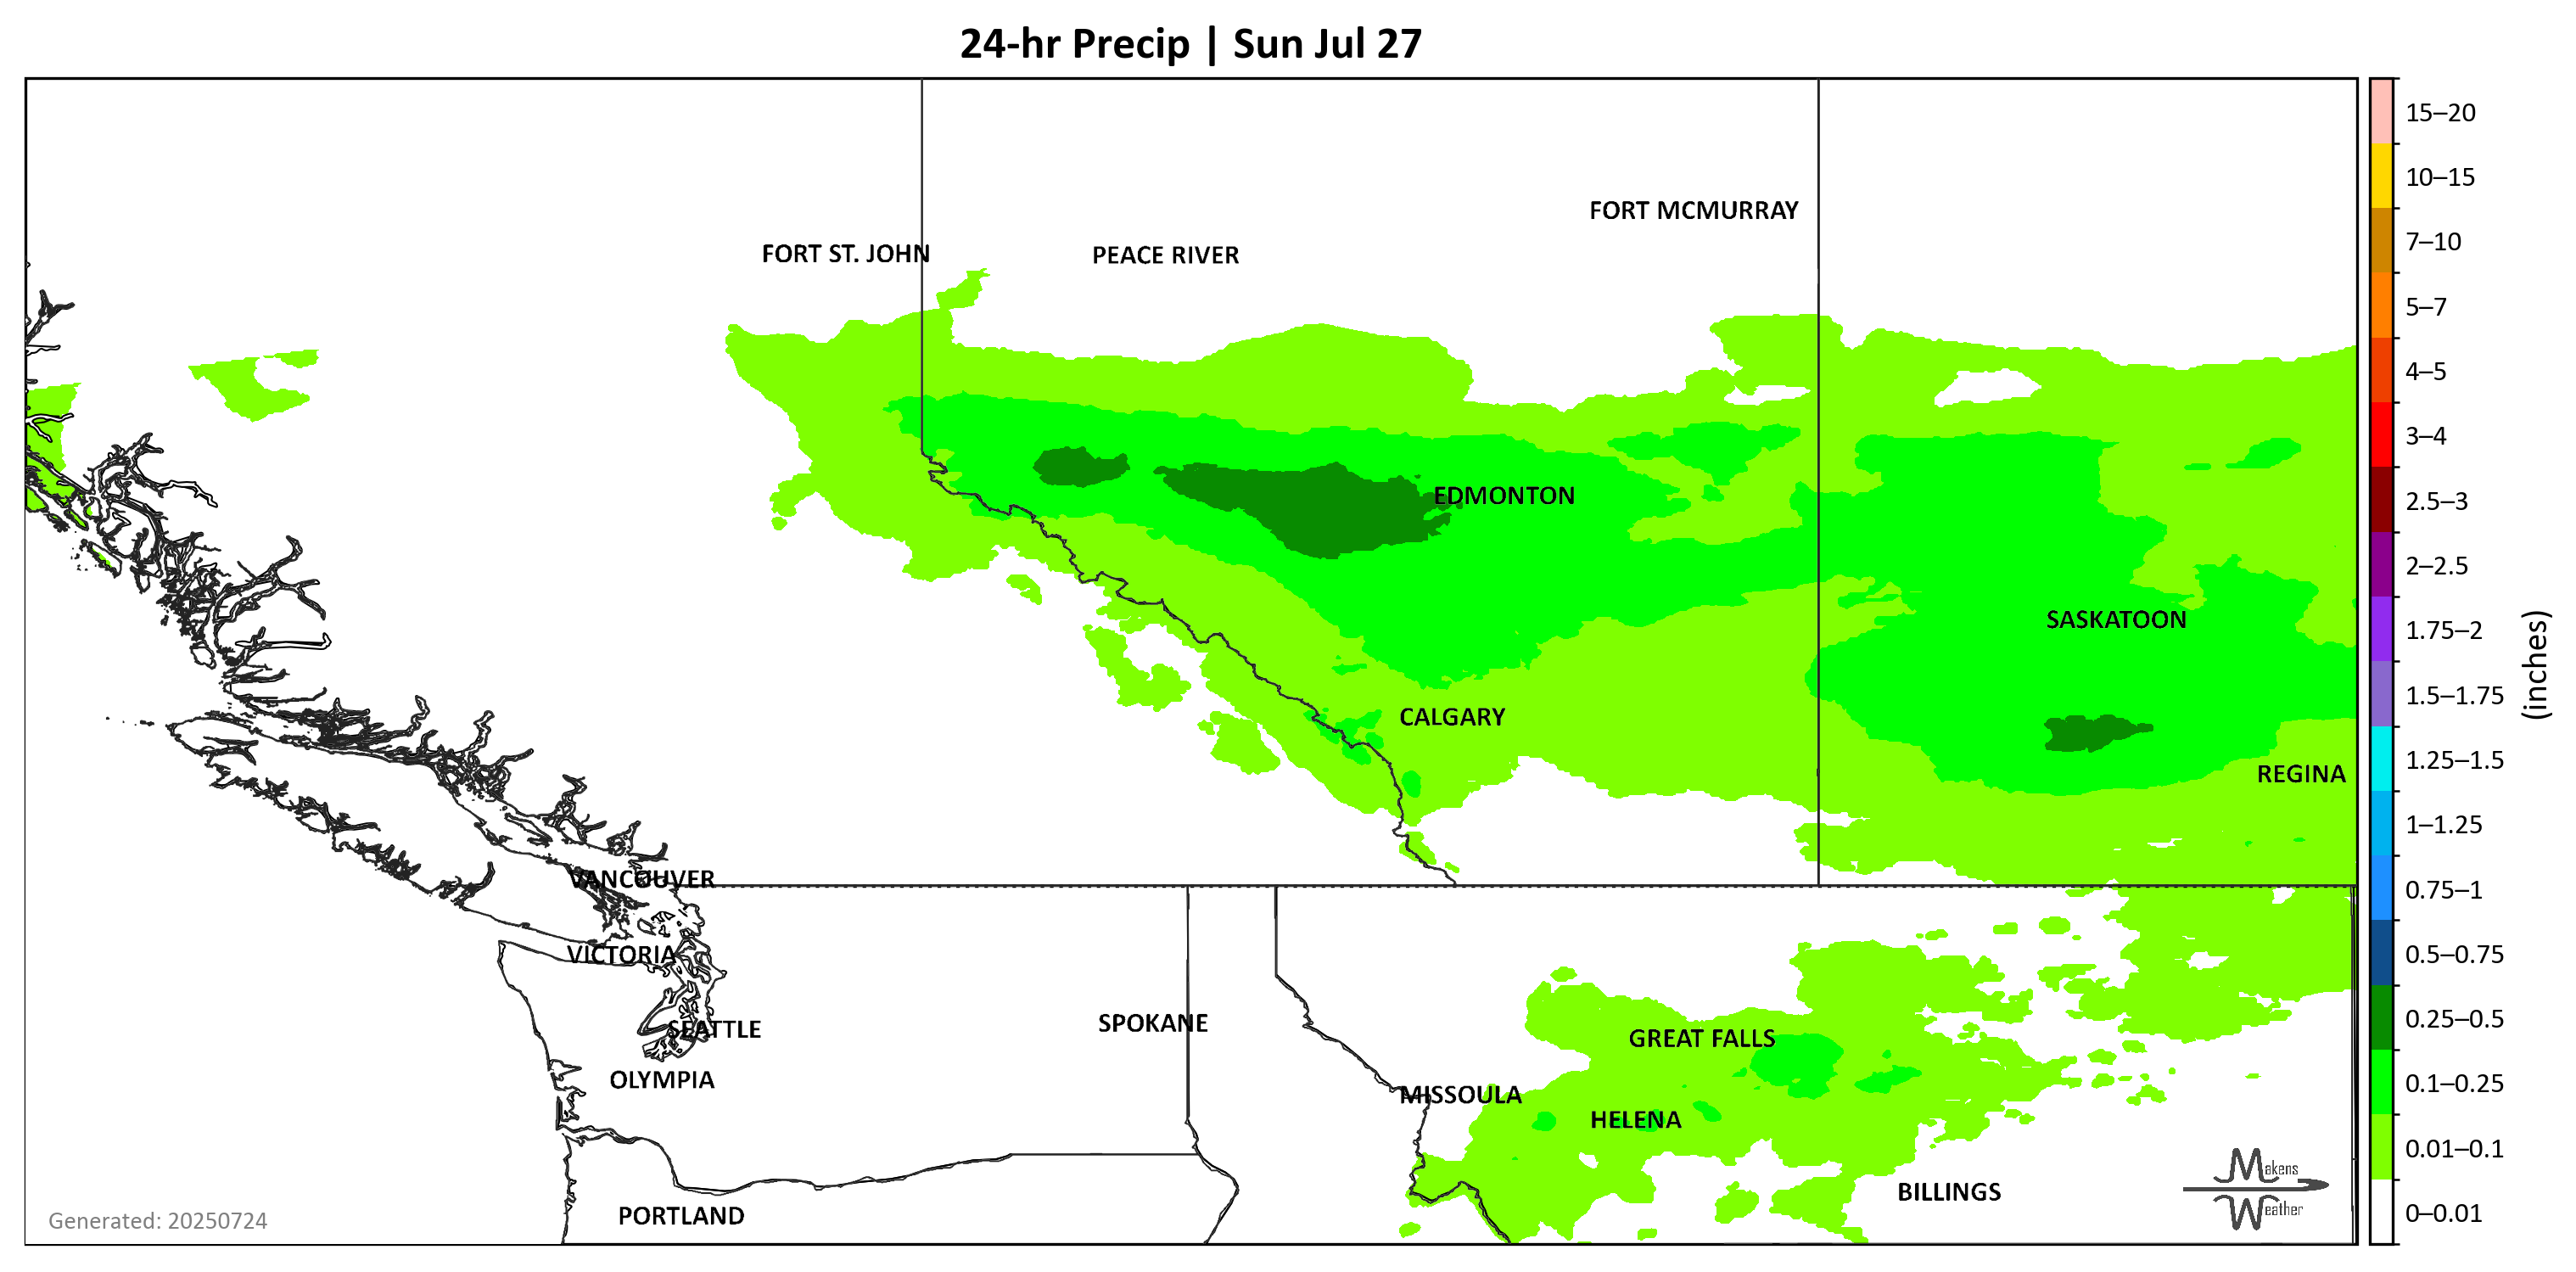 24-hr Precip | Sun Jul 27
15–20
10–15
FORT MCMURRAY
7–10
FORT ST. JOHN
PEACE RIVER
5–7
4–5
3–4
EDMONTON
2.5–3
2–2.5
SASKATOON
1.75–2
(inches)
1.5–1.75
CALGARY
1.25–1.5
REGINA
1–1.25
VANCOUVER
0.75–1
VICTORIA
0.5–0.75
SEATTLE
SPOKANE
GREAT FALLS
0.25–0.5
OLYMPIA
MISSOULA
0.1–0.25
HELENA
0.01–0.1
Makens
Weather
BILLINGS
PORTLAND
Generated: 20250724
0–0.01